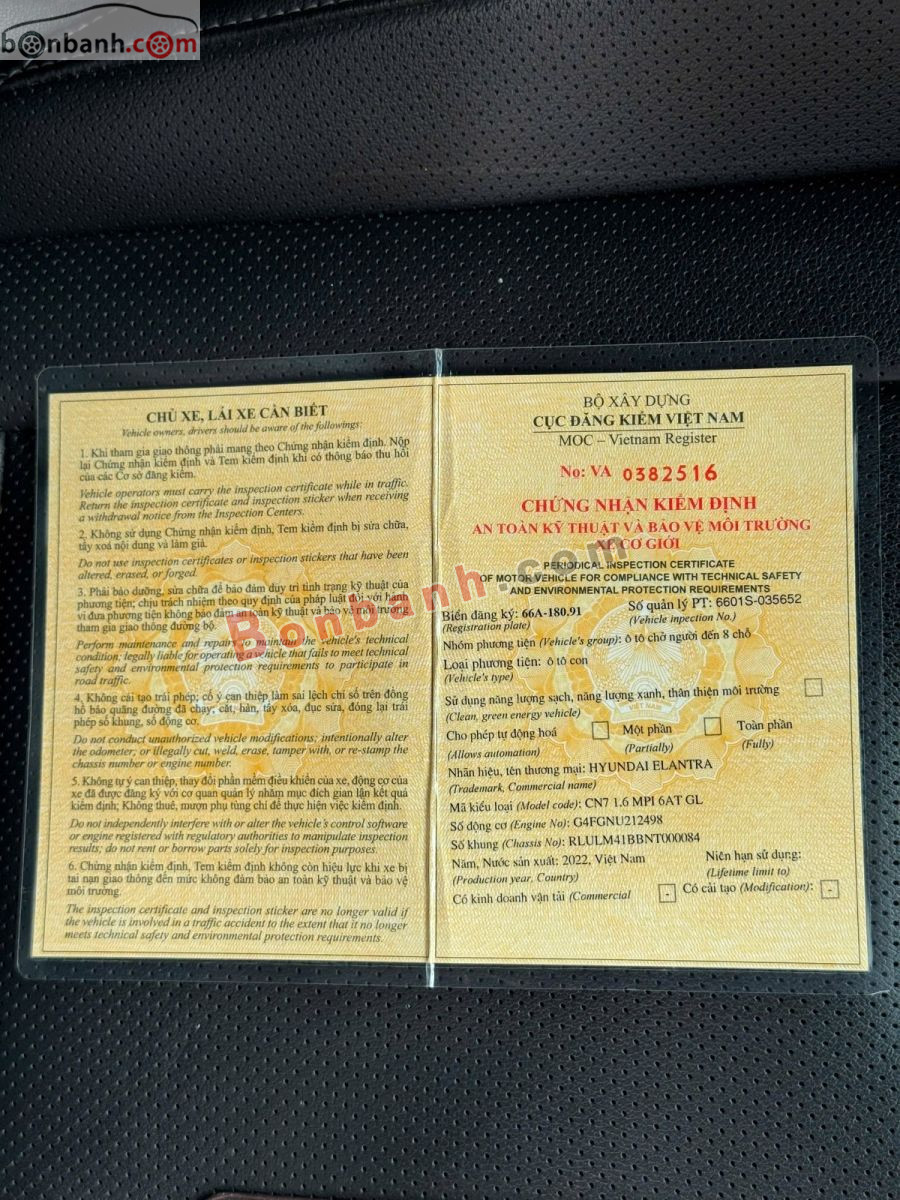 bonbanh.com
CHỦ XE, LÁI XE CẦN BIẾT
Vehicle owners, drivers should be aware of the followings:
1. Khi tham gia giao thông phải mang theo Chứng nhận kiểm định. Nộp
lại Chứng nhận kiểm định và Tem kiểm định khi có thông báo thu hồi
của các Cơ sở đăng kiểm.
Vehicle operators must carry the inspection certificate while in traffic.
Return the inspection certificate and inspection sticker when receiving
a withdrawal notice from the Inspection Centers.
2. Không sử dụng Chứng nhận kiểm định, Tem kiểm định bị sửa chữa,
tẩy xoá nội dung và làm giả.
Do not use inspection certificates or inspection stickers that have been
altered, erased, or forged.
3. Phải bảo dưỡng, sửa chữa để bảo đảm duy trì tình trạng kỹ thuật của
phương tiện; chịu trách nhiệm theo quy định của pháp luật đối với hành
vi đưa phương tiện không bảo đảm an toàn kỹ thuật và bảo vệ môi trường
tham gia giao thông đường bộ.
Perform maintenance and repair to maintain the vehicle's technical
condition; legally liable for operating a vehicle that fails to meet technical
safety and environmental protection requirements to participate in
road traffic.
4. Không cải tạo trái phép; cố ý can thiệp làm sai lệch chỉ số trên đồng
hồ báo quãng đường đã chạy; cắt, hàn, tẩy xóa, đục sửa, đóng lại trái
phép số khung, số động cơ.
Do not conduct unauthorized vehicle modifications; intentionally alter
the odometer; or illegally cut, weld, erase, tamper with, or re-stamp the
chassis number or engine number.
5. Không tự ý can thiệp, thay đổi phần mềm điều khiển của xe, động cơ của
xe đã được đăng ký với cơ quan quản lý nhằm mục đích gian lận kết quả
kiểm định; Không thuê, mượn phụ tùng chỉ để thực hiện việc kiểm định.
Do not independently interfere with or alter the vehicle's control software
or engine registered with regulatory authorities to manipulate inspection
results; do not rent or borrow parts solely for inspection purposes.
6. Chứng nhận kiểm định, Tem kiểm định không còn hiệu lực khi xe bị
tai nạn giao thông đến mức không đảm bảo an toàn kỹ thuật và bảo vệ
môi trường.
The inspection certificate and inspection sticker are no longer valid if
the vehicle is involved in a traffic accident to the extent that it no longer
meets technical safety and environmental protection requirements.
BỘ XÂY DỰNG
CỤC ĐĂNG KIỂM VIỆT NAM
MOC – Vietnam Register
No: VA 0382516
CHỨNG NHẬN KIỂM ĐỊNH
AN TOÀN KỸ THUẬT VÀ BẢO VỆ MÔI TRƯỜNG
XE CƠ GIỚI
PERIODICAL INSPECTION CERTIFICATE
OF MOTOR VEHICLE FOR COMPLIANCE WITH TECHNICAL SAFETY
AND ENVIRONMENTAL PROTECTION REQUIREMENTS
Biển đăng ký: 66A-180.91 Số quản lý PT: 6601S-035652
(Registration plate) (Vehicle inspection No.)
Nhóm phương tiện (Vehicle's group): ô tô chở người đến 8 chỗ
Loại phương tiện: ô tô con
(Vehicle's type)
Sử dụng năng lượng sạch, năng lượng xanh, thân thiện môi trường
(Clean, green energy vehicle)
Cho phép tự động hoá Một phần Toàn phần
(Allows automation) (Partially) (Fully)
Nhãn hiệu, tên thương mại: HYUNDAI ELANTRA
(Trademark, Commercial name)
Mã kiểu loại (Model code): CN7 1.6 MPI 6AT GL
Số động cơ (Engine No): G4FGNU212498
Số khung (Chassis No): RLULM41BBNT000084
Năm, Nước sản xuất: 2022, Việt Nam Niên hạn sử dụng:
(Production year, Country) (Lifetime limit to)
Có kinh doanh vận tải (Commercial - Có cải tạo (Modification): -
VIỆT NAM
Bonbanh.com